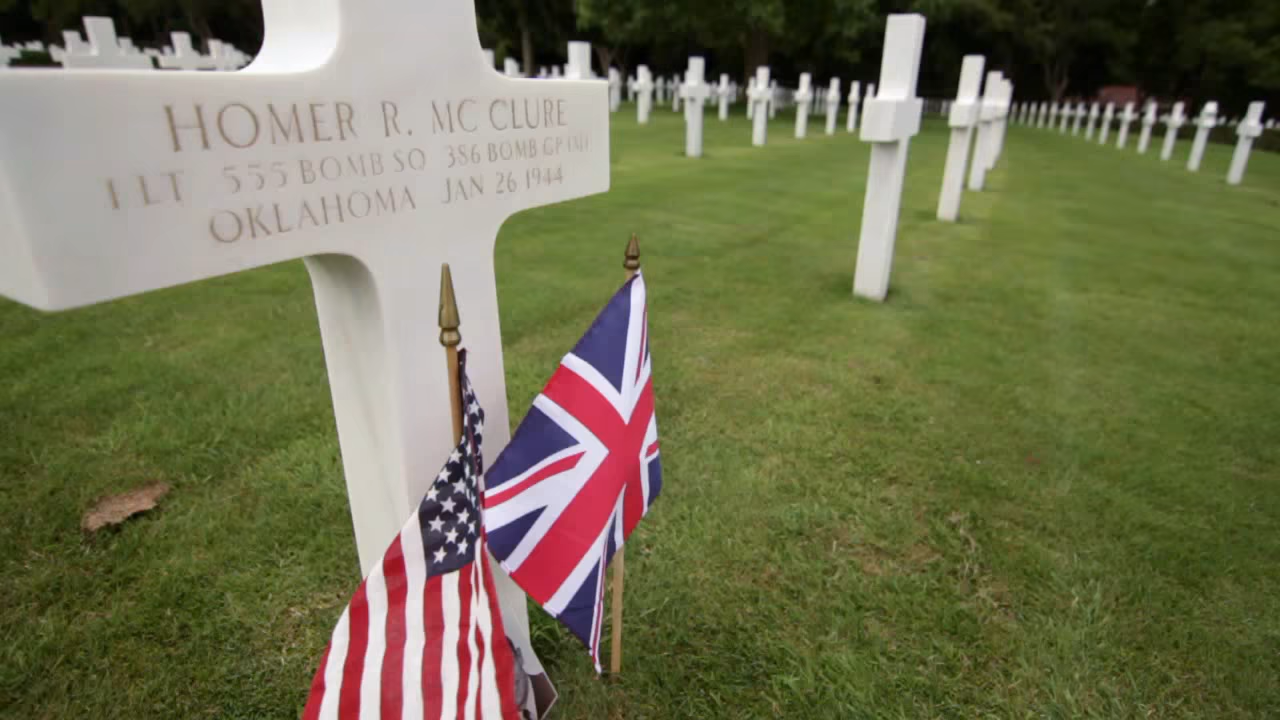 HOMER R. MC CLURE
1 LT 555 BOMB SQ 386 BOMB GP (M)
OKLAHOMA JAN 26 1944